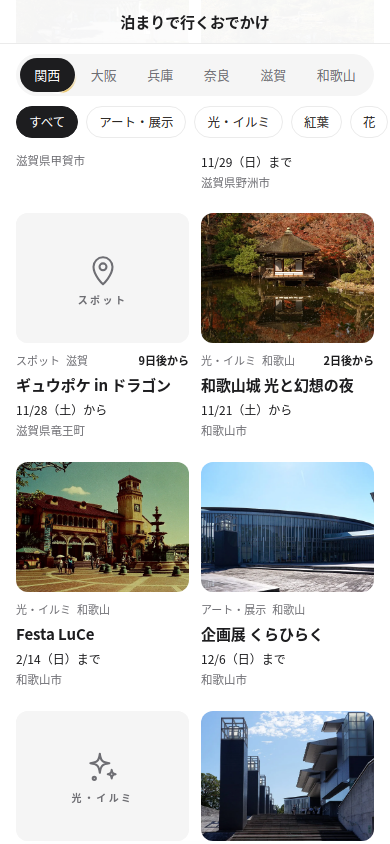 泊まりで行くおでかけ
関西 大阪 兵庫 奈良 滋賀 和歌山
すべて アート・展示 光・イルミ 紅葉 花
滋賀県甲賀市
11/29（日）まで
滋賀県野洲市
スポット
スポット 滋賀 9日後から
ギュウポケ in ドラゴン
11/28（土）から
滋賀県竜王町
光・イルミ 和歌山 2日後から
和歌山城 光と幻想の夜
11/21（土）から
和歌山市
光・イルミ 和歌山
Festa LuCe
2/14（日）まで
和歌山市
アート・展示 和歌山
企画展 くらひらく
12/6（日）まで
和歌山市
光・イルミ